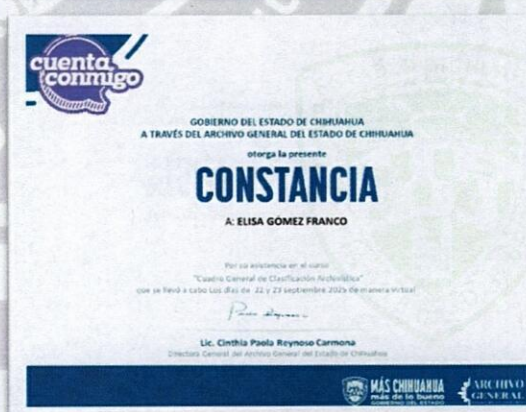 cuenta
conmigo
GOBIERNO DEL ESTADO DE CHIHUAHUA
A TRAVÉS DEL ARCHIVO GENERAL DEL ESTADO DE CHIHUAHUA
otorga la presente
CONSTANCIA
A: ELISA GÓMEZ FRANCO
Por su asistencia en el curso
"Cuadro General de Clasificación Archivística"
que se llevó a cabo Los días de 22 y 23 septiembre 2025 de manera virtual
Lic. Cinthia Paola Reynoso Carmona
Directora General del Archivo General del Estado de Chihuahua
MÁS CHIHUAHUA
más de lo bueno
GOBIERNO DEL ESTADO
ARCHIVO
GENERAL